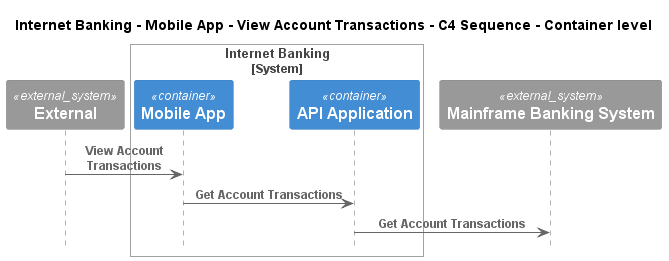 Internet Banking - Mobile App - View Account Transactions - C4 Sequence - Container level
Internet Banking
[System]
«external_system»
External
«container»
Mobile App
«container»
API Application
«external_system»
Mainframe Banking System
View Account
Transactions
Get Account Transactions
Get Account Transactions